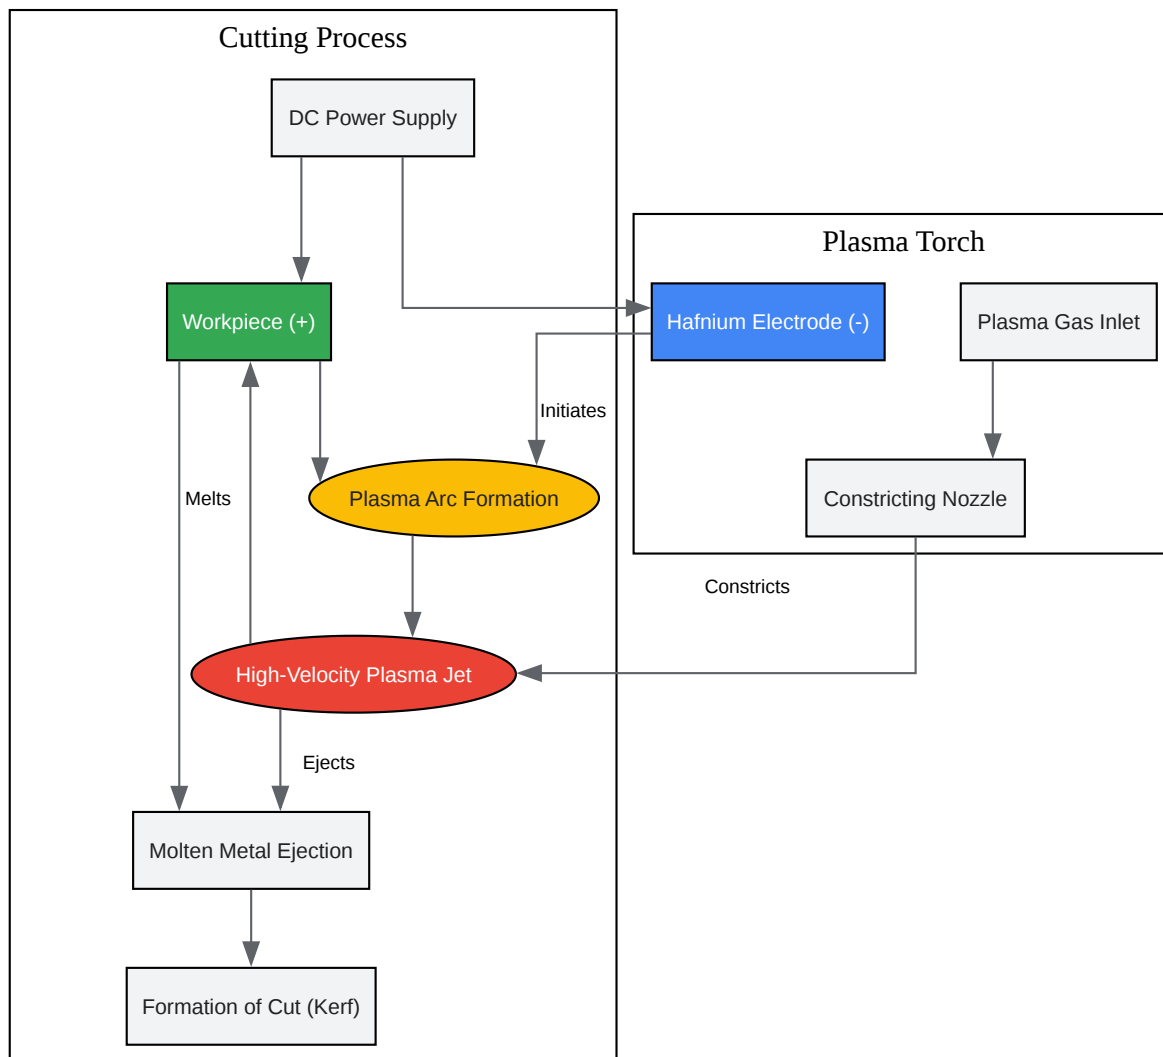 Cutting Process
DC Power Supply
Plasma Torch
Workpiece (+)
Hafnium Electrode (-)
Plasma Gas Inlet
Initiates
Melts
Plasma Arc Formation
Constricting Nozzle
Constricts
High-Velocity Plasma Jet
Ejects
Molten Metal Ejection
Formation of Cut (Kerf)